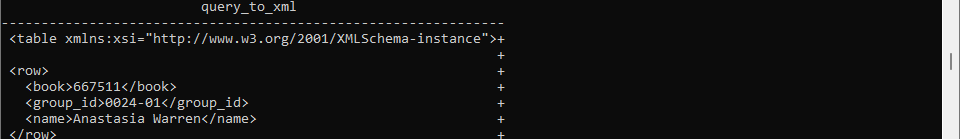 query_to_xml
--------------------------------------------------------------
<table xmlns:xsi="http://www.w3.org/2001/XMLSchema-instance">+
+
<row> +
<book>667511</book> +
<group_id>0024-01</group_id> +
<name>Anastasia Warren</name> +
</row> +